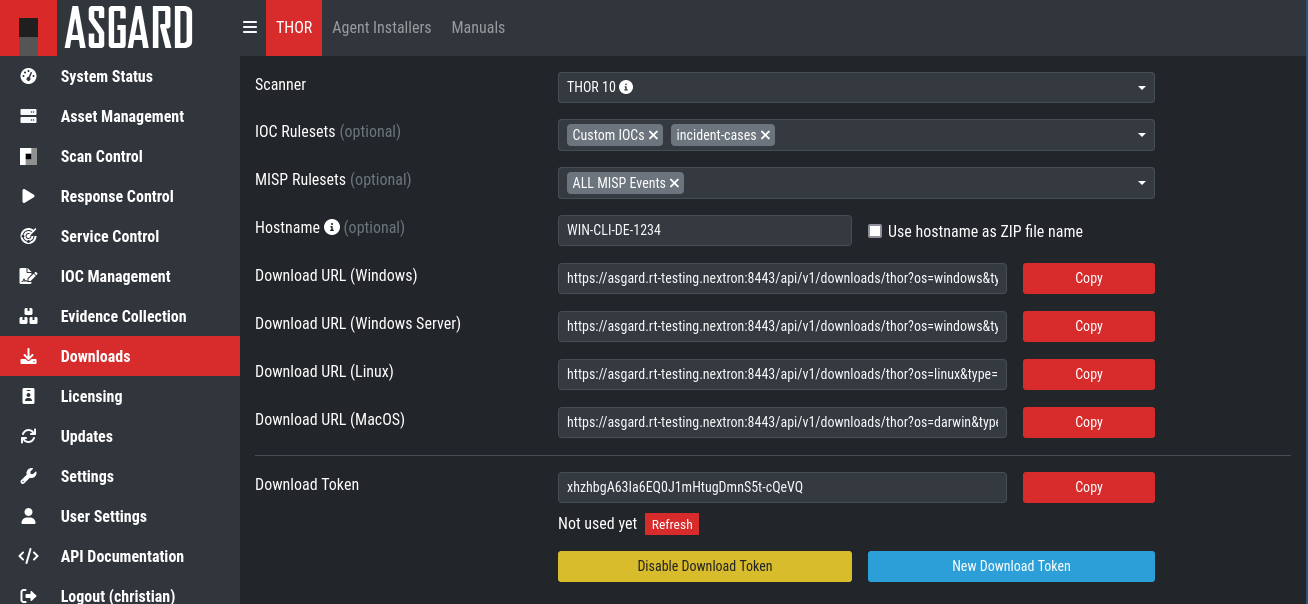 ASGARD
THOR Agent Installers Manuals
System Status
Asset Management
Scan Control
Response Control
Service Control
IOC Management
Evidence Collection
Downloads
Licensing
Updates
Settings
User Settings
API Documentation
Logout (christian)
Scanner THOR 10
IOC Rulesets (optional) Custom IOCs ✕ incident-cases ✕
MISP Rulesets (optional) ALL MISP Events ✕
Hostname (optional) WIN-CLI-DE-1234 Use hostname as ZIP file name
Download URL (Windows) https://asgard.rt-testing.nextron:8443/api/v1/downloads/thor?os=windows&ty Copy
Download URL (Windows Server) https://asgard.rt-testing.nextron:8443/api/v1/downloads/thor?os=windows&ty Copy
Download URL (Linux) https://asgard.rt-testing.nextron:8443/api/v1/downloads/thor?os=linux&type= Copy
Download URL (MacOS) https://asgard.rt-testing.nextron:8443/api/v1/downloads/thor?os=darwin&type Copy
Download Token xhzhbgA63Ia6EQ0J1mHtugDmnS5t-cQeVQ Copy
Not used yet Refresh
Disable Download Token New Download Token